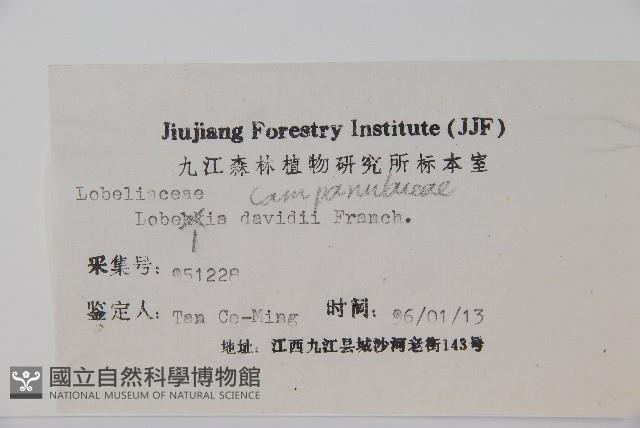 Jiujiang Forestry Institute (JJF)
九江森林植物研究所标本室
Lobeliaceae Campanulaceae
Lobelia davidii Franch.
采集号: 951228
鉴定人: Tan Ce-Ming 时间: 96/01/13
地址: 江西九江县城沙河老街143号
國立自然科學博物館
NATIONAL MUSEUM OF NATURAL SCIENCE